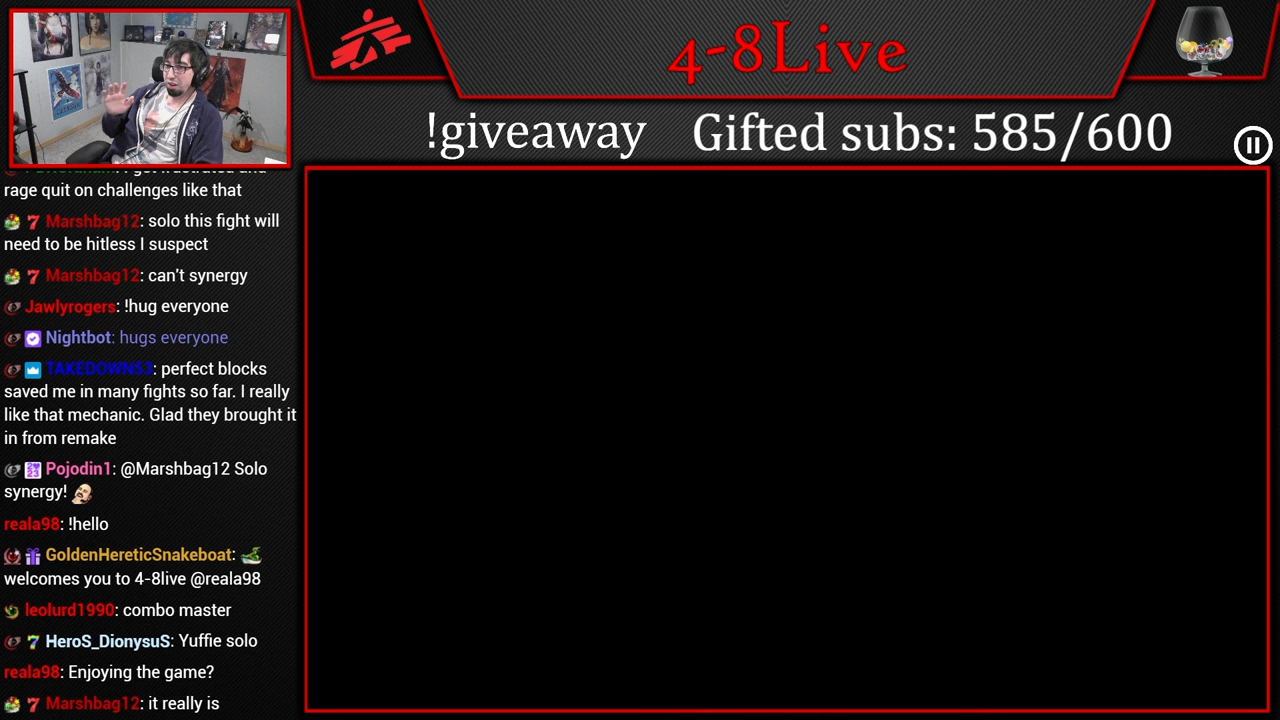 4-8Live
!giveaway Gifted subs: 585/600
rage quit on challenges like that
Marshbag12: solo this fight will
need to be hitless I suspect
Marshbag12: can't synergy
Jawlyrogers: !hug everyone
Nightbot: hugs everyone
TAKEDOWN53: perfect blocks
saved me in many fights so far. I really
like that mechanic. Glad they brought it
in from remake
Pojodin1: @Marshbag12 Solo
synergy!
reala98: !hello
GoldenHereticSnakeboat:
welcomes you to 4-8live @reala98
leolurd1990: combo master
HeroS_DionysuS: Yuffie solo
reala98: Enjoying the game?
Marshbag12: it really is